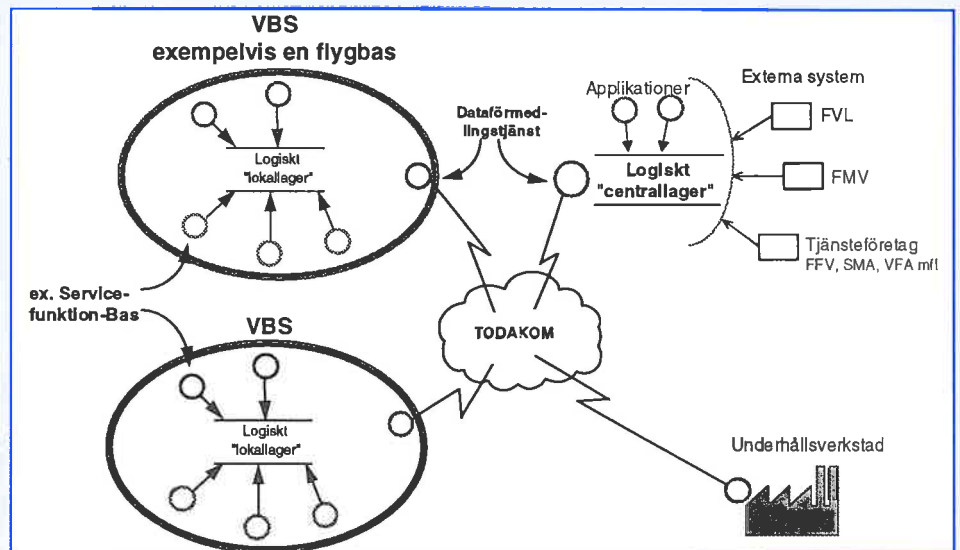 VBS
exempelvis en flygbas
Logiskt
"lokallager"
Dataförmed-
lingstjänst
Applikationer
Logiskt
"centrallager"
Externa system
FVL
FMV
Tjänsteföretag
FFV, SMA, VFA mfl
ex. Service-
funktion-Bas
VBS
Logiskt
"lokallager"
TODAKOM
Underhållsverkstad